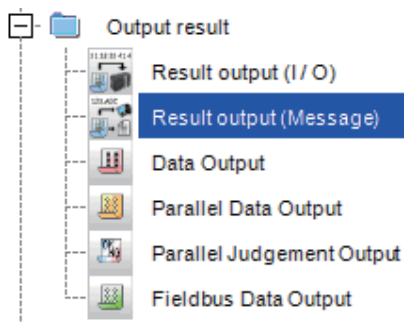 Output result
Result output (I / O)
Result output (Message)
Data Output
Parallel Data Output
Parallel Judgement Output
Fieldbus Data Output